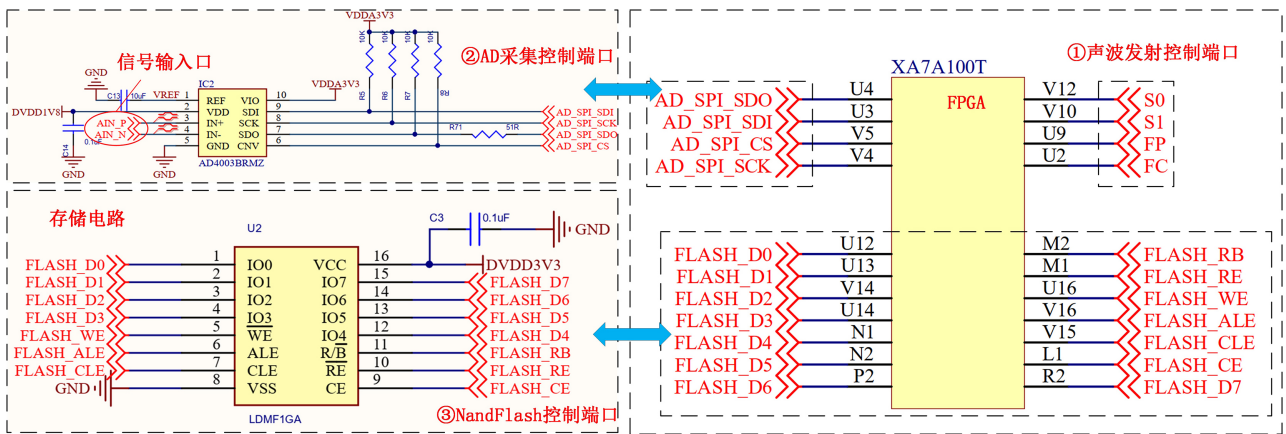 VDDA3V3
②AD采集控制端口
信号输入口
10K
10K
10K
10K
R5
R6
R7
R8
GND
C13
10uF
VREF
IC2
VDDA3V3
DVDD1V8
1 REF VIO 10
2 VDD SDI 9
3 IN+ SCK 8
4 IN- SDO 7
5 GND CNV 6
AIN_P
AIN_N
AD_SPI_SDI
AD_SPI_SCK
R71 51R AD_SPI_SDO
AD_SPI_CS
C14
0.1uF
GND
GND
AD4003BRMZ
存储电路
U2
C3
0.1uF
GND
DVDD3V3
FLASH_D0 1 IO0 VCC 16
FLASH_D1 2 IO1 IO7 15 FLASH_D7
FLASH_D2 3 IO2 IO6 14 FLASH_D6
FLASH_D3 4 IO3 IO5 13 FLASH_D5
FLASH_WE 5 WE IO4 12 FLASH_D4
FLASH_ALE 6 ALE R/B 11 FLASH_RB
FLASH_CLE 7 CLE RE 10 FLASH_RE
GND 8 VSS CE 9 FLASH_CE
LDMF1GA
③NandFlash控制端口
①声波发射控制端口
XA7A100T
FPGA
AD_SPI_SDO U4 V12 S0
AD_SPI_SDI U3 V10 S1
AD_SPI_CS V5 U9 FP
AD_SPI_SCK V4 U2 FC
FLASH_D0 U12 M2 FLASH_RB
FLASH_D1 U13 M1 FLASH_RE
FLASH_D2 V14 U16 FLASH_WE
FLASH_D3 U14 V16 FLASH_ALE
FLASH_D4 N1 V15 FLASH_CLE
FLASH_D5 N2 L1 FLASH_CE
FLASH_D6 P2 R2 FLASH_D7